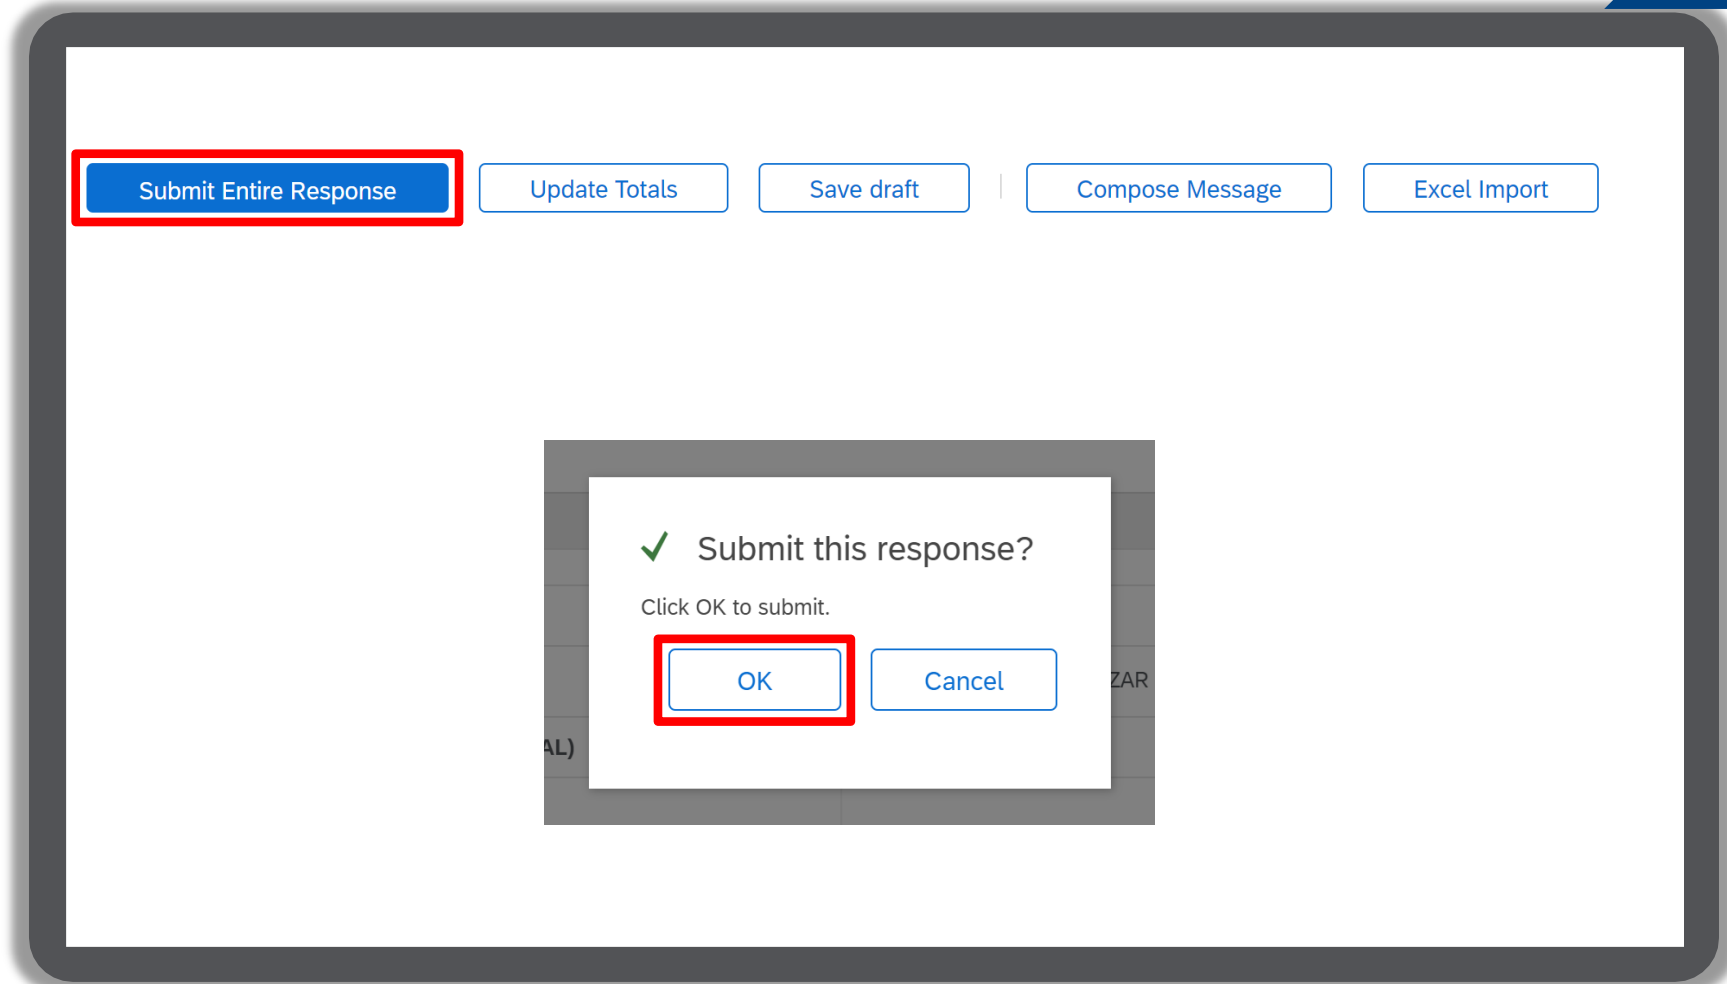 Submit Entire Response Update Totals Save draft Compose Message Excel Import
Submit this response?
Click OK to submit.
OK Cancel
ZAR
AL)